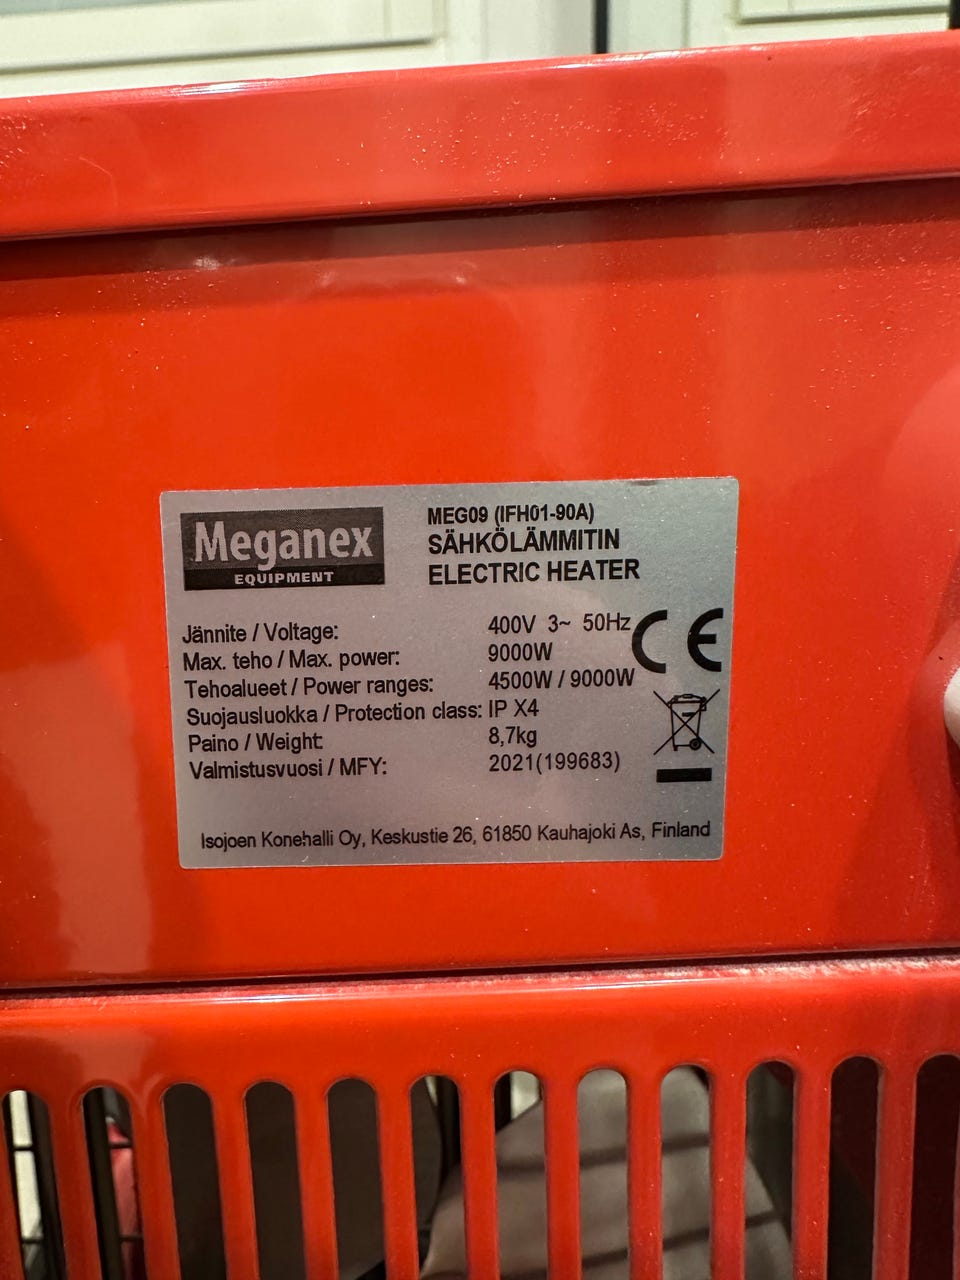 Meganex
EQUIPMENT
MEG09 (IFH01-90A)
SÄHKÖLÄMMITIN
ELECTRIC HEATER
Jännite / Voltage: 400V 3~ 50Hz
Max. teho / Max. power: 9000W
Tehoalueet / Power ranges: 4500W / 9000W
Suojausluokka / Protection class: IP X4
Paino / Weight: 8,7kg
Valmistusvuosi / MFY: 2021(199683)
CE
Isojoen Konehalli Oy, Keskustie 26, 61850 Kauhajoki As, Finland